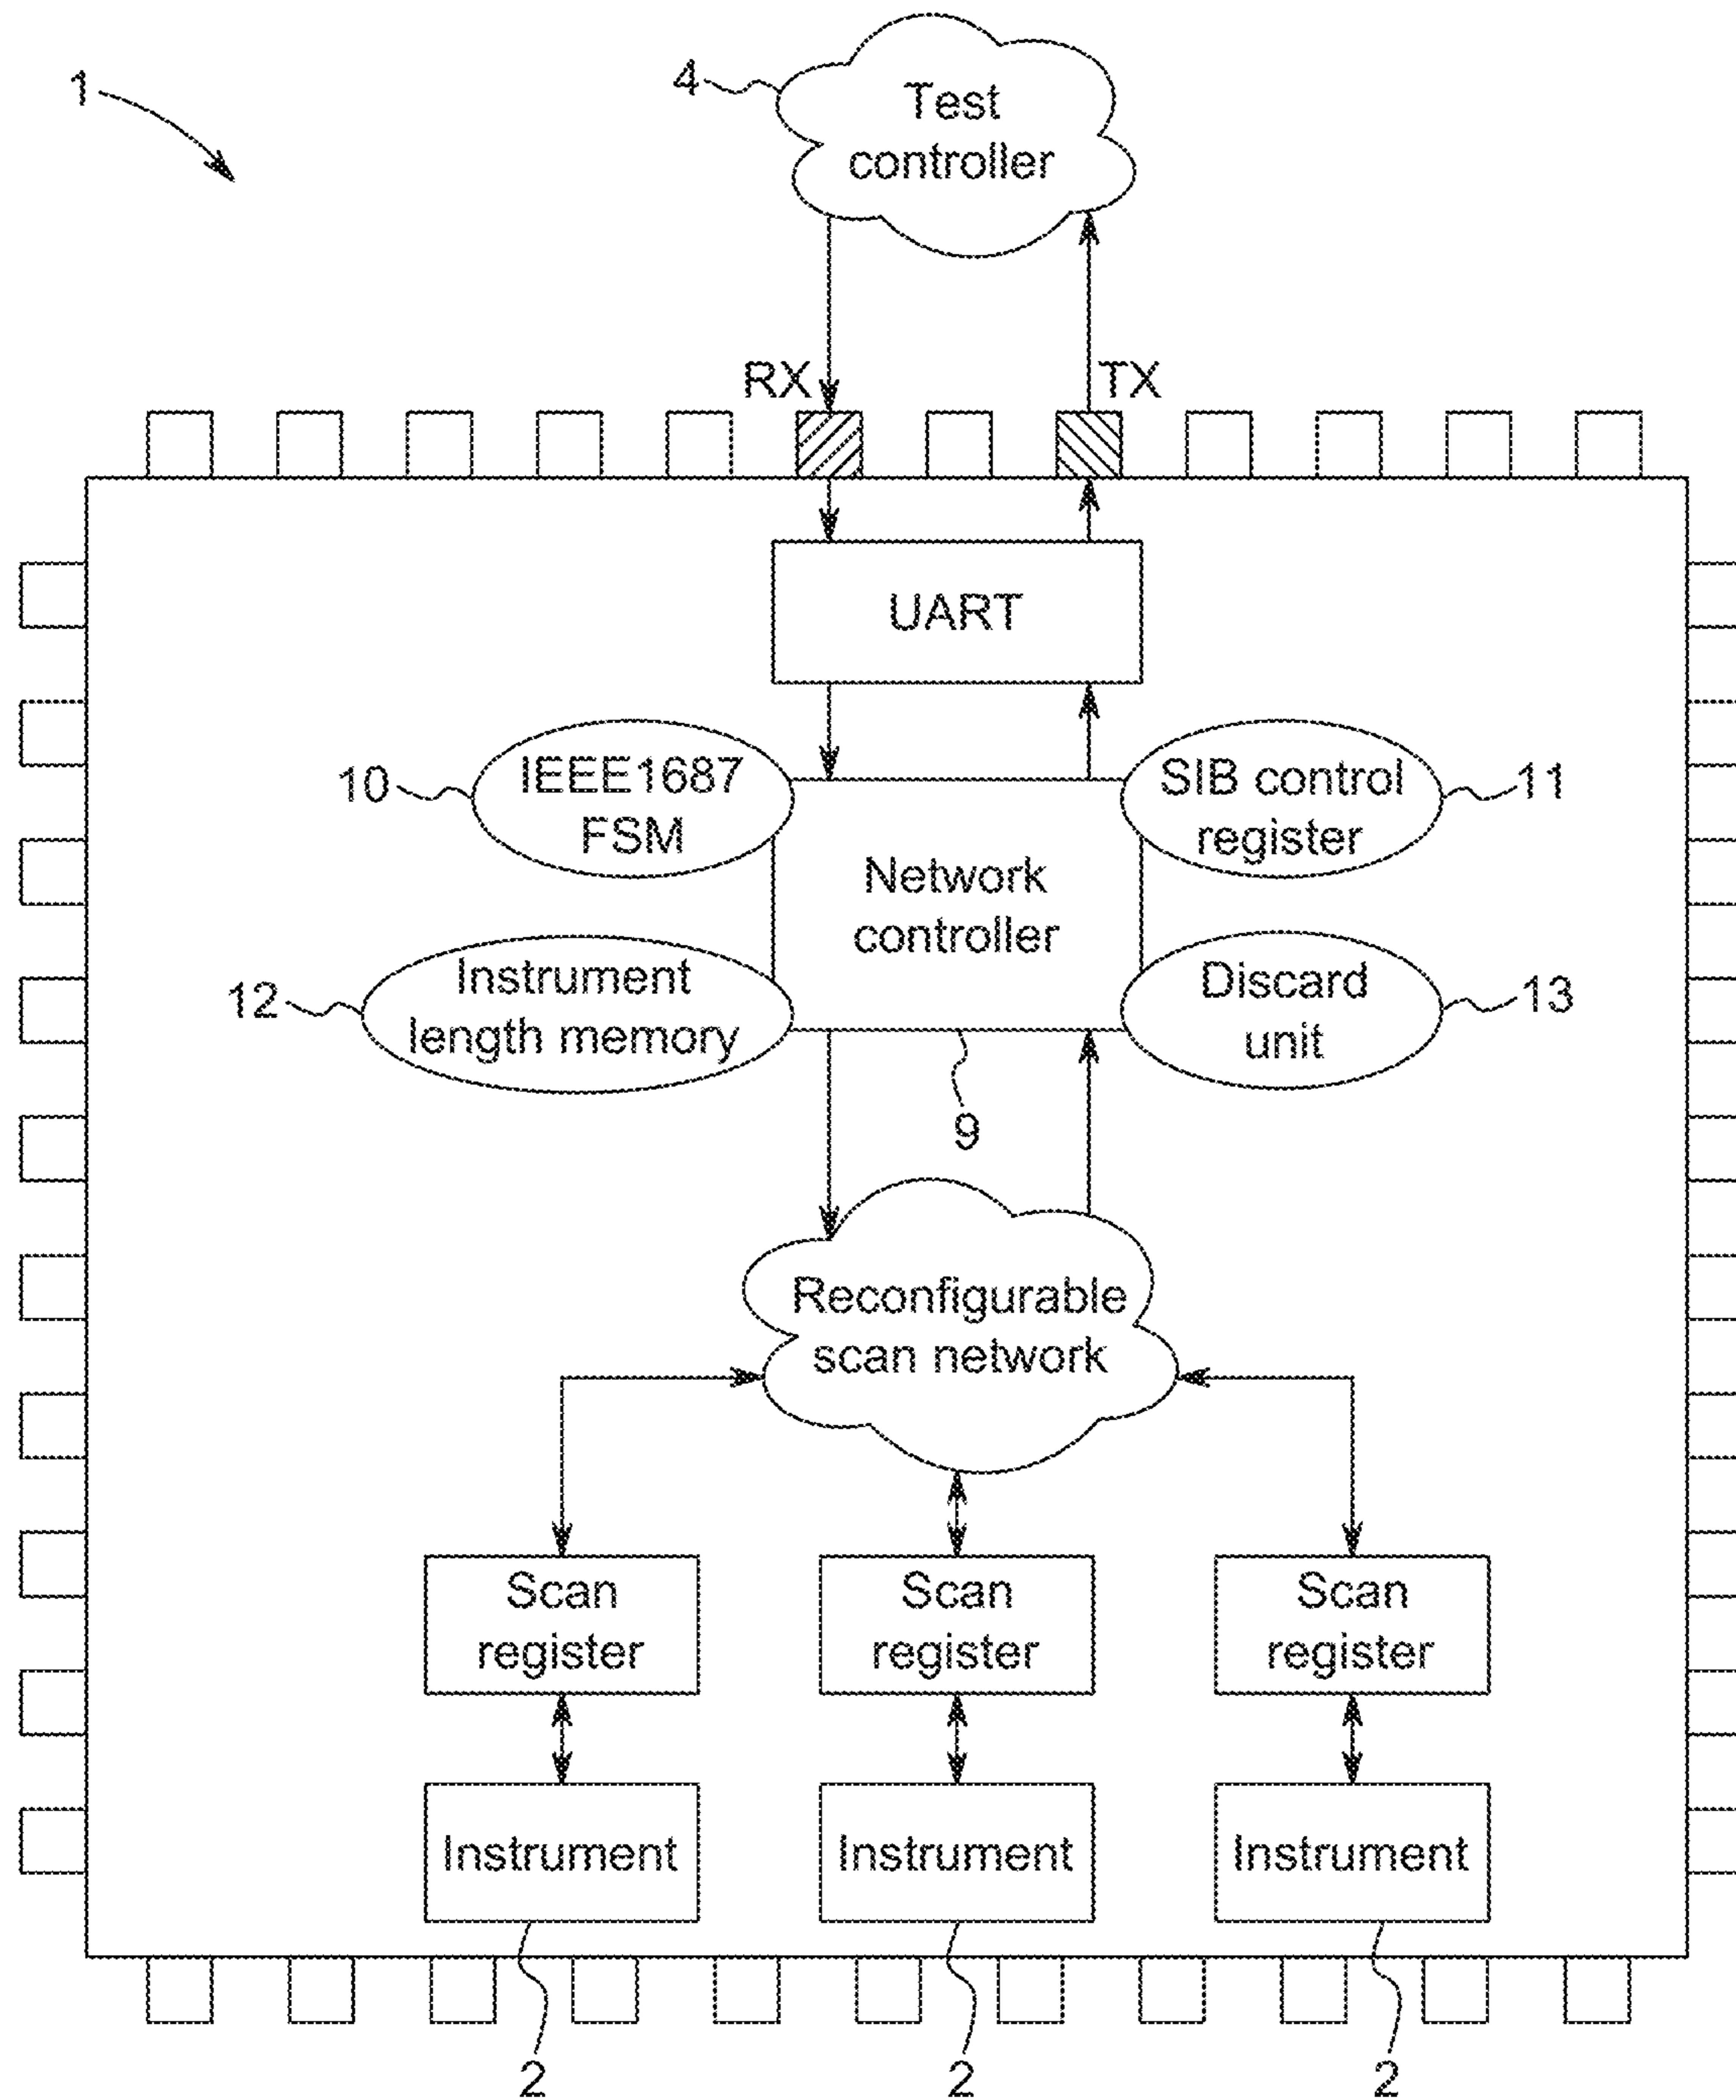 1
4
Test
controller
RX
TX
UART
10
IEEE1687
FSM
SIB control
register
11
Network
controller
12
Instrument
length memory
Discard
unit
13
9
Reconfigurable
scan network
Scan
register
Scan
register
Scan
register
Instrument
Instrument
Instrument
2
2
2